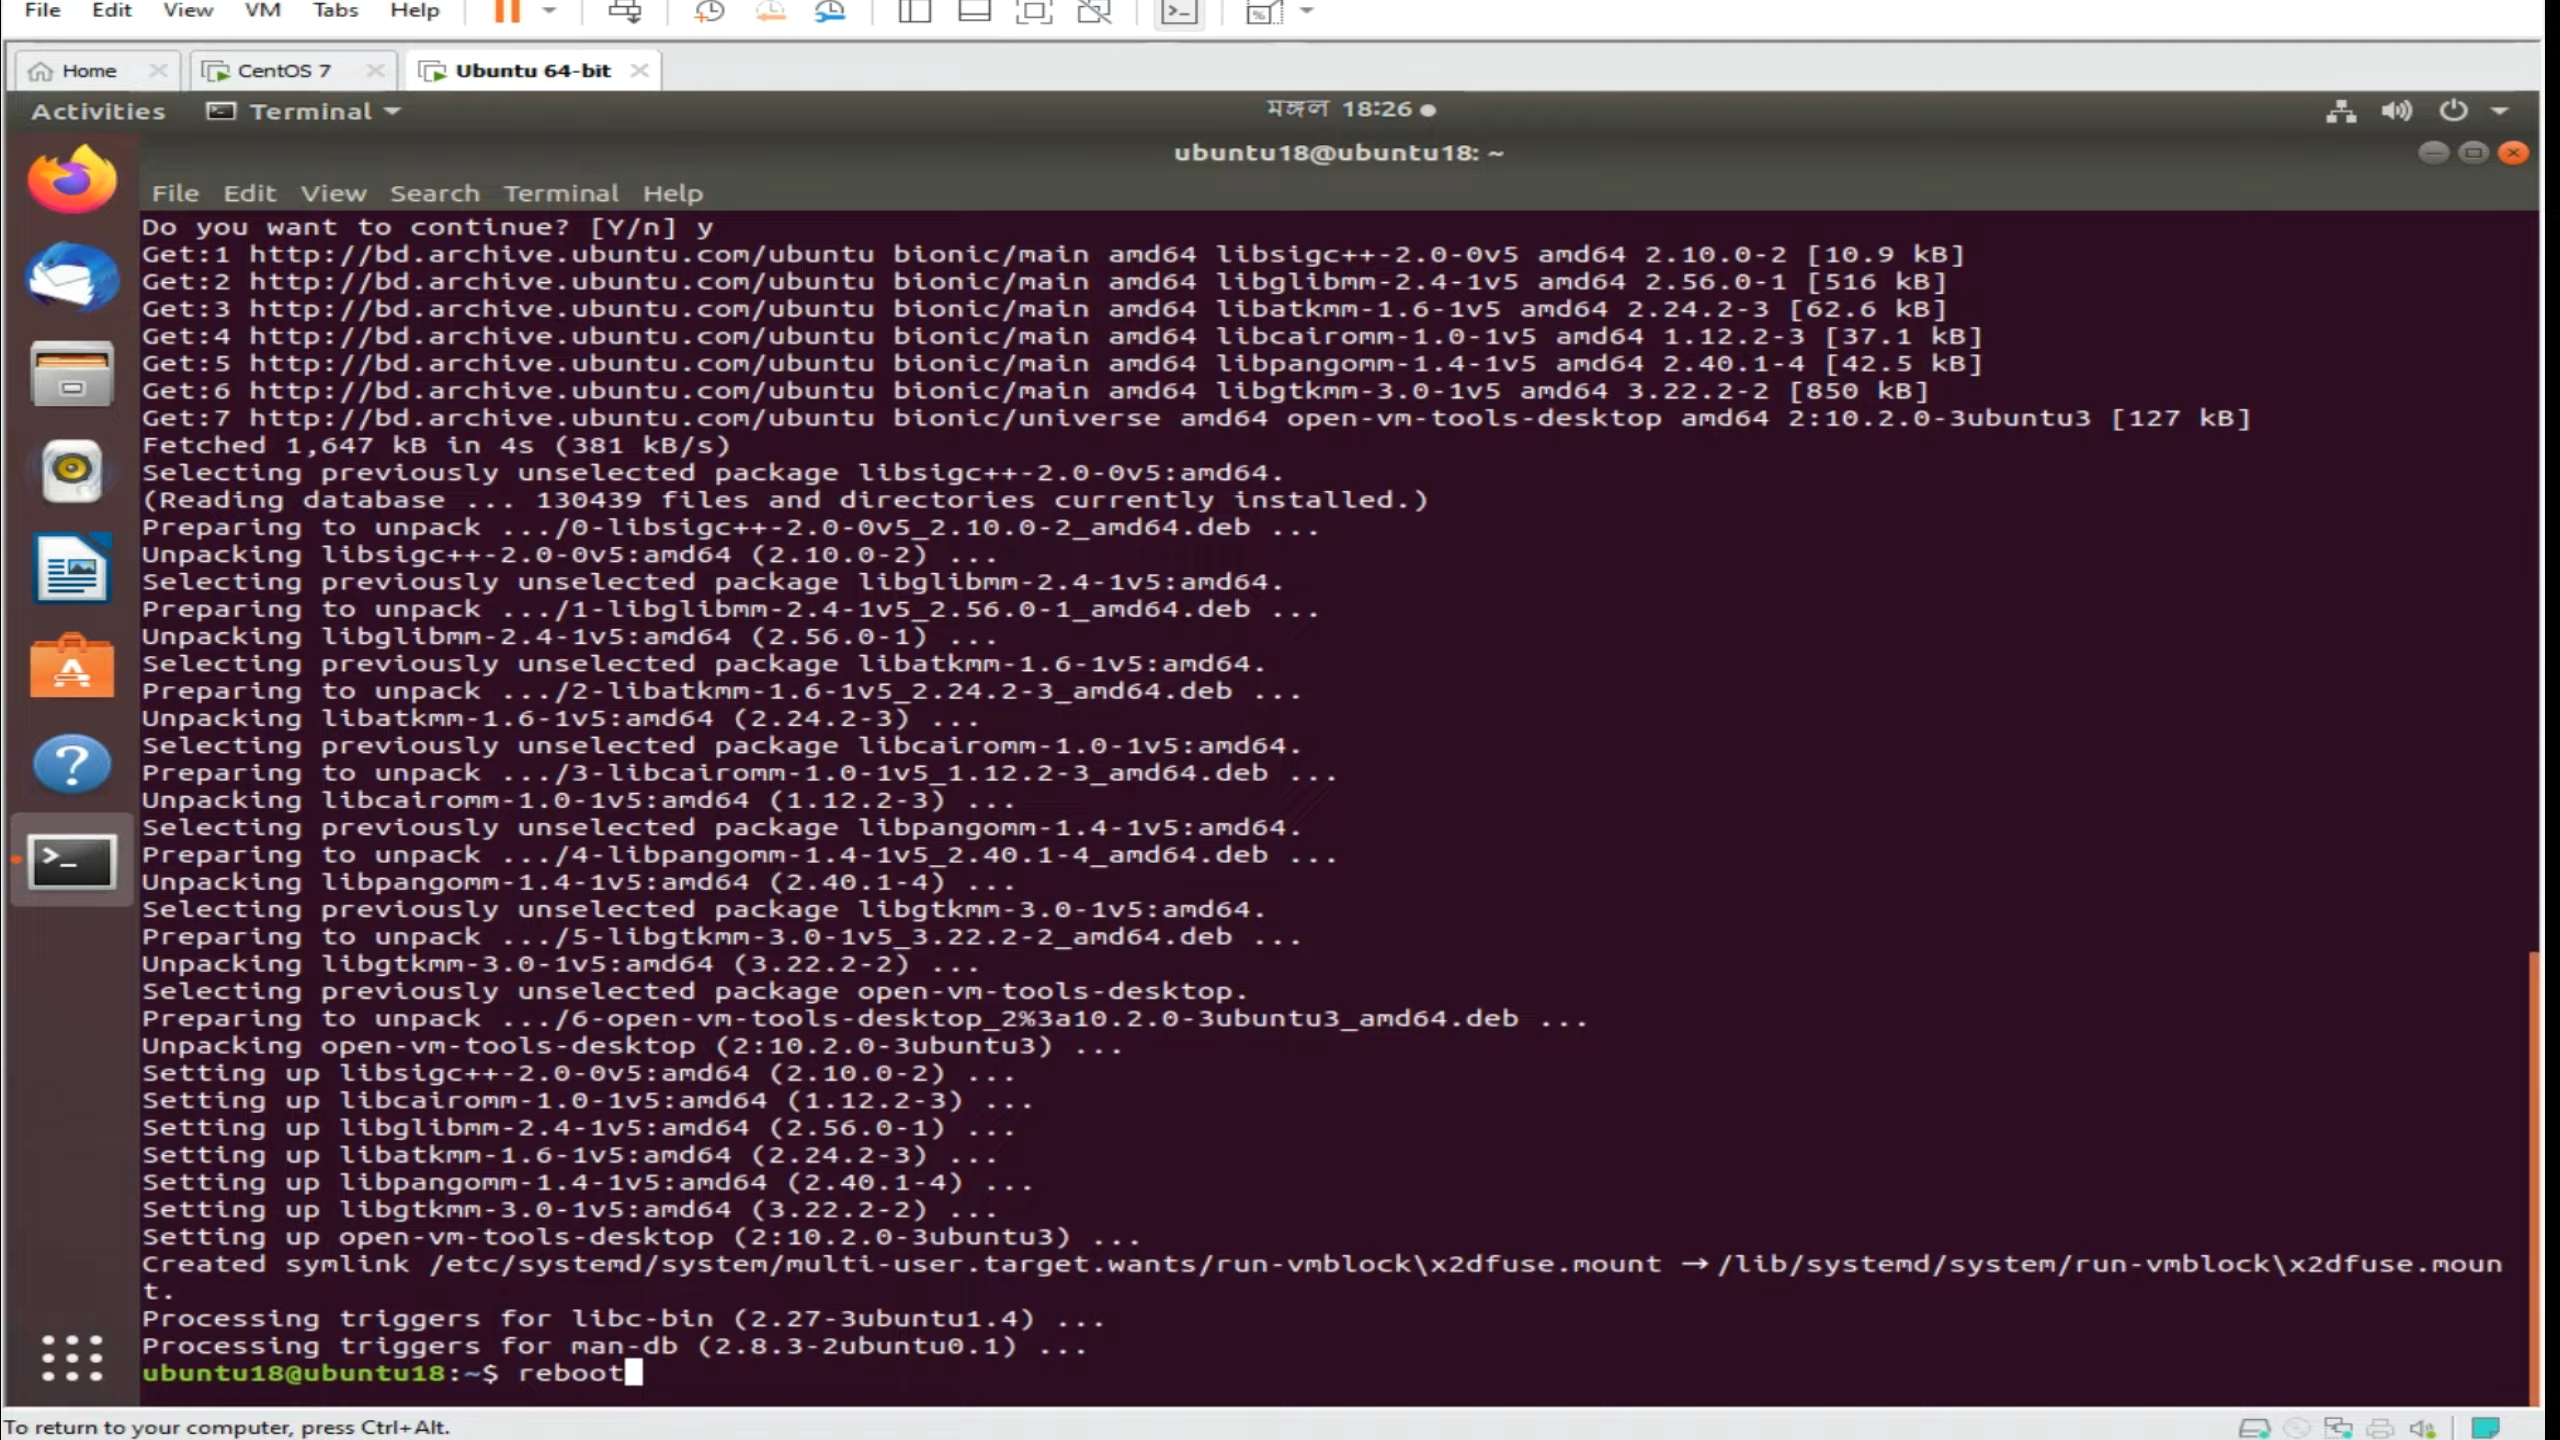 File Edit View VM Tabs Help
Home CentOS 7 Ubuntu 64-bit
Activities Terminal মঙ্গল 18:26
ubuntu18@ubuntu18: ~
File Edit View Search Terminal Help
Do you want to continue? [Y/n] y
Get:1 http://bd.archive.ubuntu.com/ubuntu bionic/main amd64 libsigc++-2.0-0v5 amd64 2.10.0-2 [10.9 kB]
Get:2 http://bd.archive.ubuntu.com/ubuntu bionic/main amd64 libglibmm-2.4-1v5 amd64 2.56.0-1 [516 kB]
Get:3 http://bd.archive.ubuntu.com/ubuntu bionic/main amd64 libatkmm-1.6-1v5 amd64 2.24.2-3 [62.6 kB]
Get:4 http://bd.archive.ubuntu.com/ubuntu bionic/main amd64 libcairomm-1.0-1v5 amd64 1.12.2-3 [37.1 kB]
Get:5 http://bd.archive.ubuntu.com/ubuntu bionic/main amd64 libpangomm-1.4-1v5 amd64 2.40.1-4 [42.5 kB]
Get:6 http://bd.archive.ubuntu.com/ubuntu bionic/main amd64 libgtkmm-3.0-1v5 amd64 3.22.2-2 [850 kB]
Get:7 http://bd.archive.ubuntu.com/ubuntu bionic/universe amd64 open-vm-tools-desktop amd64 2:10.2.0-3ubuntu3 [127 kB]
Fetched 1,647 kB in 4s (381 kB/s)
Selecting previously unselected package libsigc++-2.0-0v5:amd64.
(Reading database ... 130439 files and directories currently installed.)
Preparing to unpack .../0-libsigc++-2.0-0v5_2.10.0-2_amd64.deb ...
Unpacking libsigc++-2.0-0v5:amd64 (2.10.0-2) ...
Selecting previously unselected package libglibmm-2.4-1v5:amd64.
Preparing to unpack .../1-libglibmm-2.4-1v5_2.56.0-1_amd64.deb ...
Unpacking libglibmm-2.4-1v5:amd64 (2.56.0-1) ...
Selecting previously unselected package libatkmm-1.6-1v5:amd64.
Preparing to unpack .../2-libatkmm-1.6-1v5_2.24.2-3_amd64.deb ...
Unpacking libatkmm-1.6-1v5:amd64 (2.24.2-3) ...
Selecting previously unselected package libcairomm-1.0-1v5:amd64.
Preparing to unpack .../3-libcairomm-1.0-1v5_1.12.2-3_amd64.deb ...
Unpacking libcairomm-1.0-1v5:amd64 (1.12.2-3) ...
Selecting previously unselected package libpangomm-1.4-1v5:amd64.
Preparing to unpack .../4-libpangomm-1.4-1v5_2.40.1-4_amd64.deb ...
Unpacking libpangomm-1.4-1v5:amd64 (2.40.1-4) ...
Selecting previously unselected package libgtkmm-3.0-1v5:amd64.
Preparing to unpack .../5-libgtkmm-3.0-1v5_3.22.2-2_amd64.deb ...
Unpacking libgtkmm-3.0-1v5:amd64 (3.22.2-2) ...
Selecting previously unselected package open-vm-tools-desktop.
Preparing to unpack .../6-open-vm-tools-desktop_2%3a10.2.0-3ubuntu3_amd64.deb ...
Unpacking open-vm-tools-desktop (2:10.2.0-3ubuntu3) ...
Setting up libsigc++-2.0-0v5:amd64 (2.10.0-2) ...
Setting up libcairomm-1.0-1v5:amd64 (1.12.2-3) ...
Setting up libglibmm-2.4-1v5:amd64 (2.56.0-1) ...
Setting up libatkmm-1.6-1v5:amd64 (2.24.2-3) ...
Setting up libpangomm-1.4-1v5:amd64 (2.40.1-4) ...
Setting up libgtkmm-3.0-1v5:amd64 (3.22.2-2) ...
Setting up open-vm-tools-desktop (2:10.2.0-3ubuntu3) ...
Created symlink /etc/systemd/system/multi-user.target.wants/run-vmblock\x2dfuse.mount → /lib/systemd/system/run-vmblock\x2dfuse.moun
t.
Processing triggers for libc-bin (2.27-3ubuntu1.4) ...
Processing triggers for man-db (2.8.3-2ubuntu0.1) ...
ubuntu18@ubuntu18:~$ reboot
To return to your computer, press Ctrl+Alt.